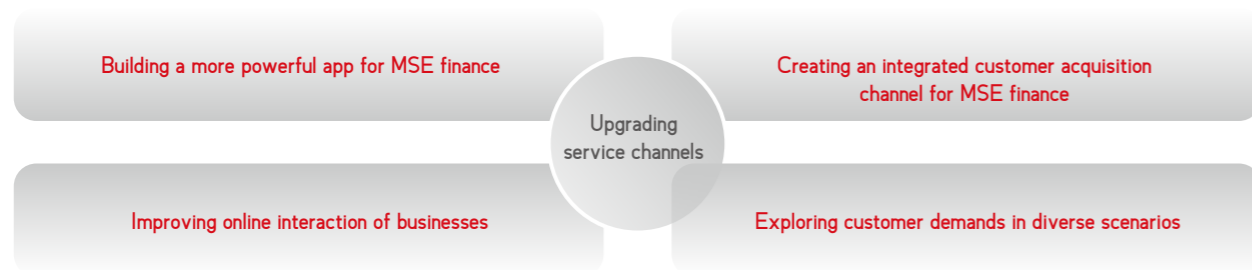 Building a more powerful app for MSE finance
Creating an integrated customer acquisition
channel for MSE finance
Upgrading
service channels
Improving online interaction of businesses
Exploring customer demands in diverse scenarios